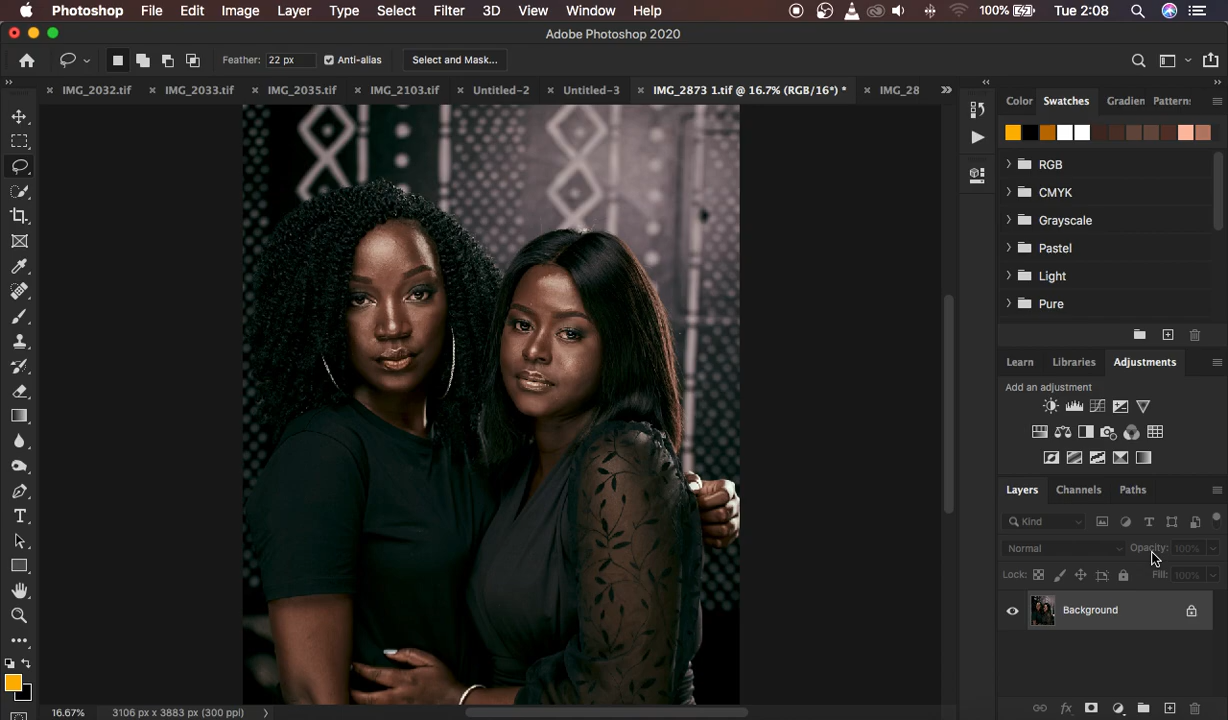 Photoshop File Edit Image Layer Type Select Filter 3D View Window Help 100% Tue 2:08
Adobe Photoshop 2020
Feather: 22 px Anti-alias Select and Mask...
IMG_2032.tif IMG_2033.tif IMG_2035.tif IMG_2103.tif Untitled-2 Untitled-3 IMG_2873 1.tif @ 16.7% (RGB/16*) * IMG_28
Color Swatches Gradien Pattern
RGB
CMYK
Grayscale
Pastel
Light
Pure
Learn Libraries Adjustments
Add an adjustment
Layers Channels Paths
Kind
Normal Opacity: 100%
Lock: Fill: 100%
Background
16.67% 3106 px x 3883 px (300 ppi)